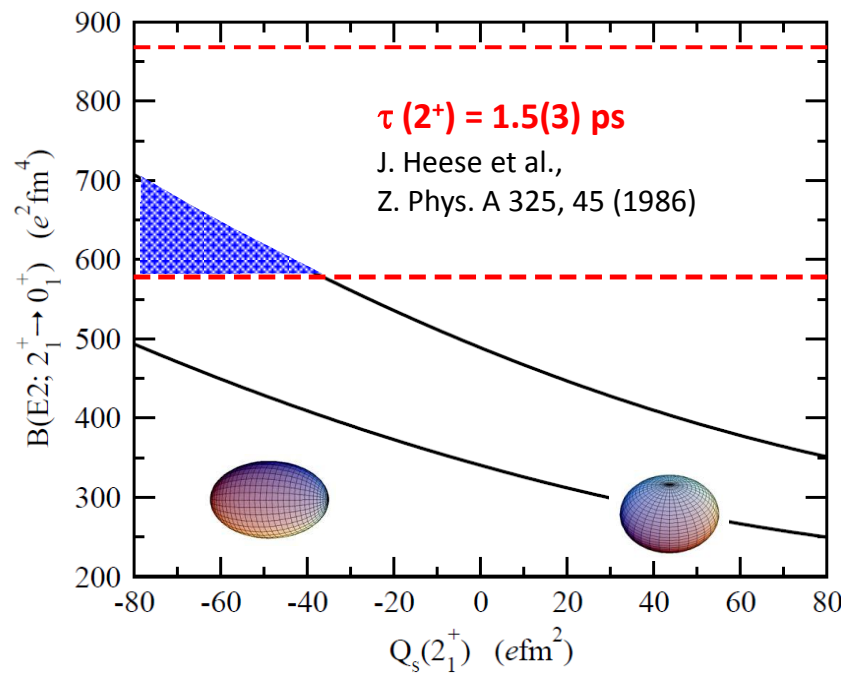 900
800
700
600
500
400
300
200
B(E2; 2₁⁺→0₁⁺) (e²fm⁴)
τ (2⁺) = 1.5(3) ps
J. Heese et al.,
Z. Phys. A 325, 45 (1986)
-80 -60 -40 -20 0 20 40 60 80
Qₛ(2₁⁺) (efm²)